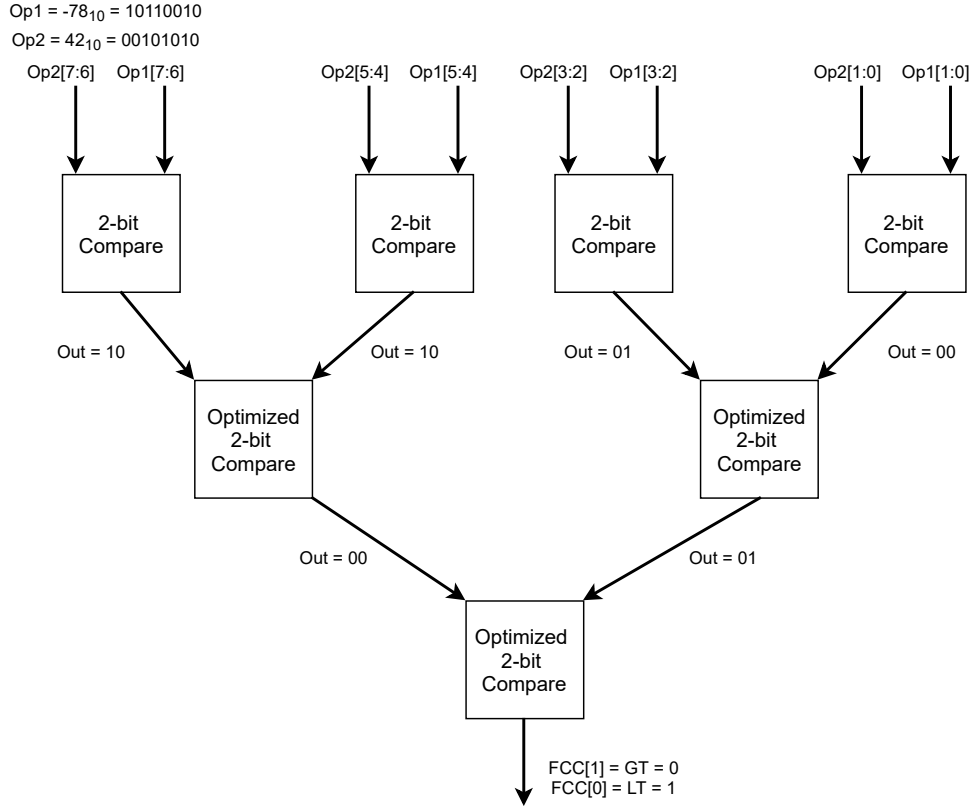 Op1 = -78₁₀ = 10110010
Op2 = 42₁₀ = 00101010
Op2[7:6] Op1[7:6] Op2[5:4] Op1[5:4] Op2[3:2] Op1[3:2] Op2[1:0] Op1[1:0]
2-bit
Compare
2-bit
Compare
2-bit
Compare
2-bit
Compare
Out = 10
Out = 10
Out = 01
Out = 00
Optimized
2-bit
Compare
Optimized
2-bit
Compare
Out = 00
Out = 01
Optimized
2-bit
Compare
FCC[1] = GT = 0
FCC[0] = LT = 1